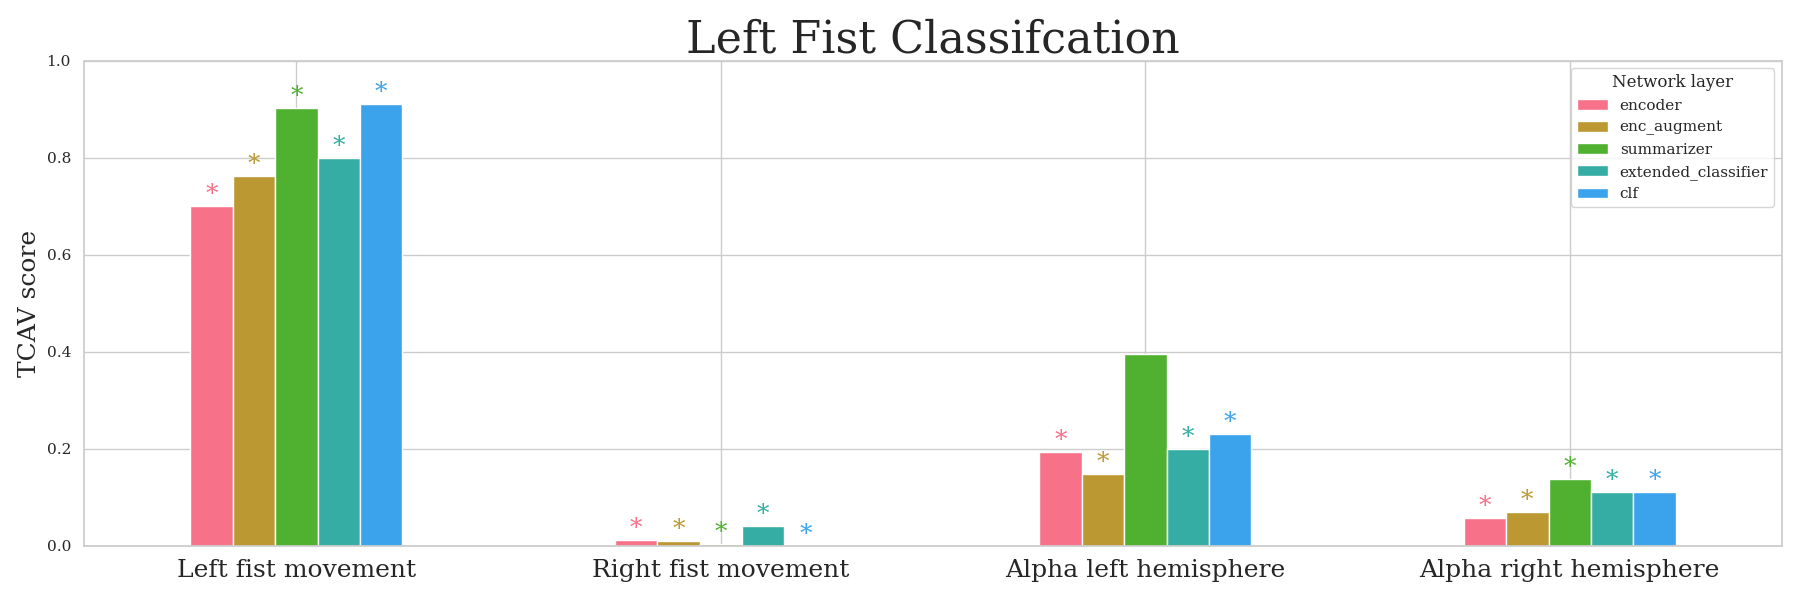 Left Fist Classifcation
TCAV score
1.0
0.8
0.6
0.4
0.2
0.0
* * * * *
* * * * *
* * * *
* * * * *
Network layer
encoder
enc_augment
summarizer
extended_classifier
clf
Left fist movement
Right fist movement
Alpha left hemisphere
Alpha right hemisphere